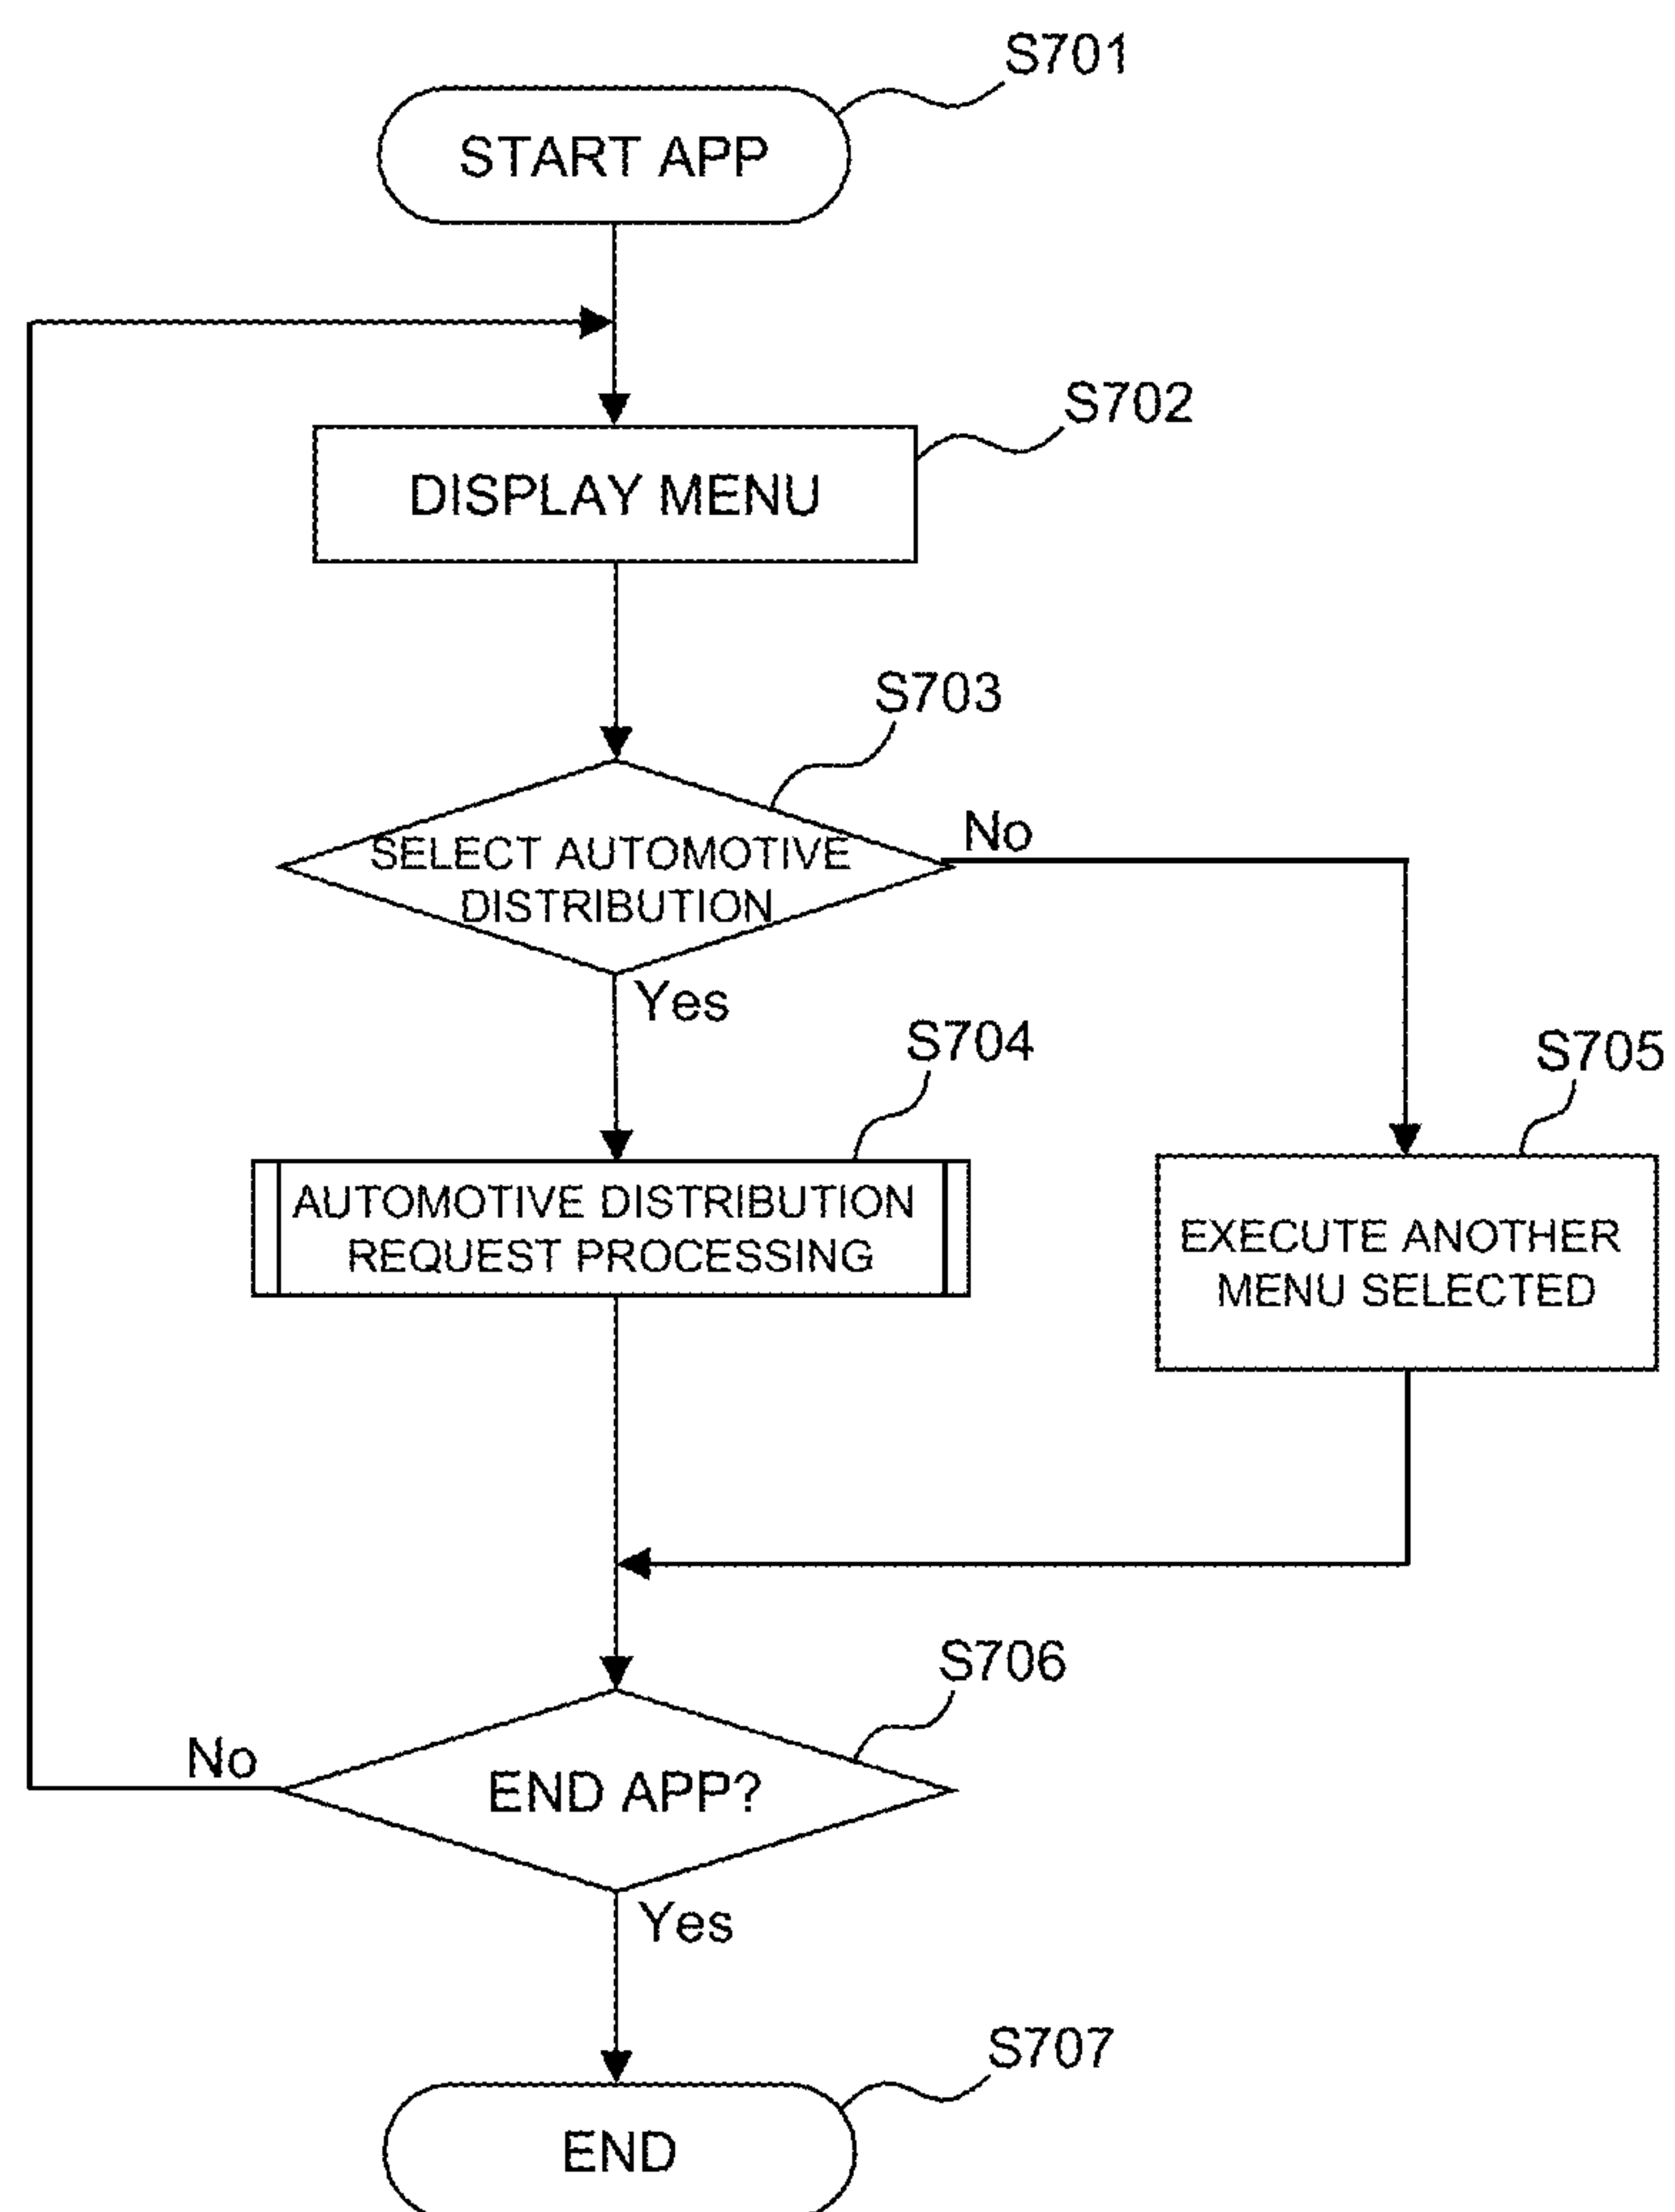 S701
START APP
S702
DISPLAY MENU
S703
SELECT AUTOMOTIVE
DISTRIBUTION
No
Yes
S704
AUTOMOTIVE DISTRIBUTION
REQUEST PROCESSING
S705
EXECUTE ANOTHER
MENU SELECTED
S706
END APP?
No
Yes
S707
END